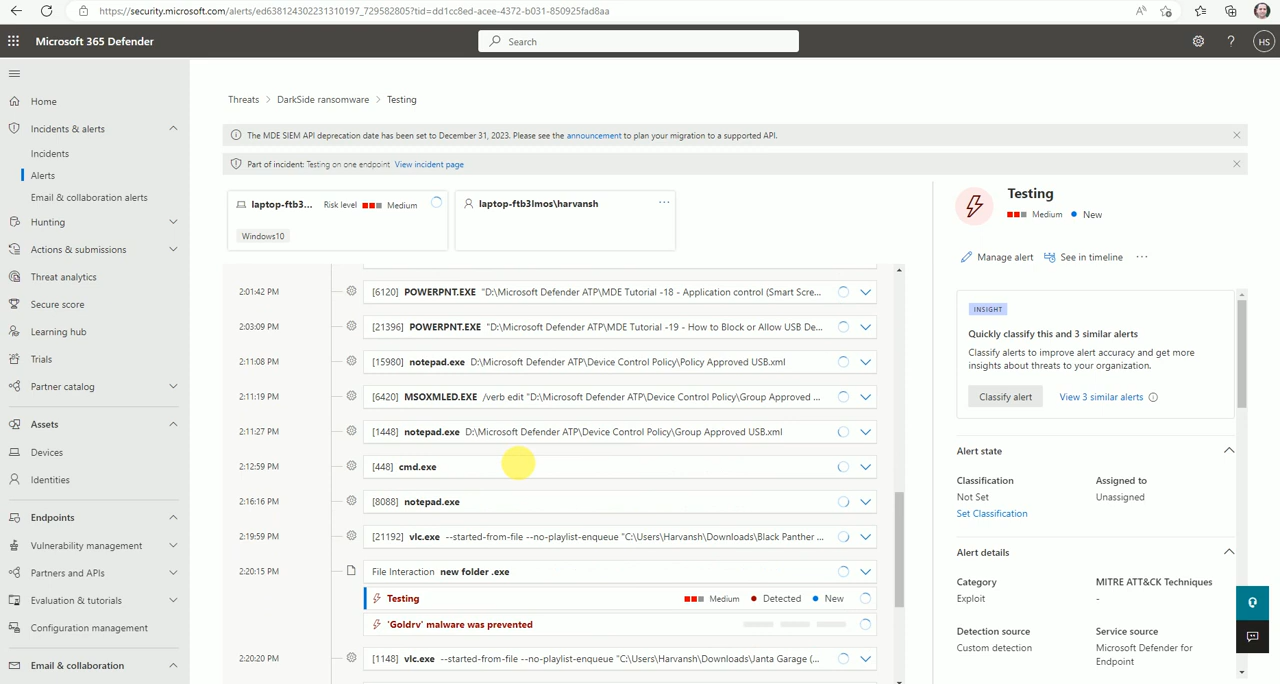 https://security.microsoft.com/alerts/ed638124302231310197_729582805?tid=dd1cc8ed-acee-4372-b031-850925fad8aa
Microsoft 365 Defender
Search
HS
Home
Incidents & alerts
Incidents
Alerts
Email & collaboration alerts
Hunting
Actions & submissions
Threat analytics
Secure score
Learning hub
Trials
Partner catalog
Assets
Devices
Identities
Endpoints
Vulnerability management
Partners and APIs
Evaluation & tutorials
Configuration management
Email & collaboration
Threats > DarkSide ransomware > Testing
The MDE SIEM API deprecation date has been set to December 31, 2023. Please see the announcement to plan your migration to a supported API.
Part of incident: Testing on one endpoint View incident page
laptop-ftb3... Risk level Medium
Windows10
laptop-ftb3lmos\harvansh ...
2:01:42 PM [6120] POWERPNT.EXE "D:\Microsoft Defender ATP\MDE Tutorial -18 - Application control (Smart Scre...
2:03:09 PM [21396] POWERPNT.EXE "D:\Microsoft Defender ATP\MDE Tutorial -19 - How to Block or Allow USB De...
2:11:08 PM [15980] notepad.exe D:\Microsoft Defender ATP\Device Control Policy\Policy Approved USB.xml
2:11:19 PM [6420] MSOXMLED.EXE /verb edit "D:\Microsoft Defender ATP\Device Control Policy\Group Approved ...
2:11:27 PM [1448] notepad.exe D:\Microsoft Defender ATP\Device Control Policy\Group Approved USB.xml
2:12:59 PM [448] cmd.exe
2:16:16 PM [8088] notepad.exe
2:19:59 PM [21192] vlc.exe --started-from-file --no-playlist-enqueue "C:\Users\Harvansh\Downloads\Black Panther ...
2:20:15 PM File Interaction new folder .exe
Testing Medium Detected New
'Goldrv' malware was prevented
2:20:20 PM [1148] vlc.exe --started-from-file --no-playlist-enqueue "C:\Users\Harvansh\Downloads\Janta Garage (...
Testing
Medium New
Manage alert See in timeline ...
INSIGHT
Quickly classify this and 3 similar alerts
Classify alerts to improve alert accuracy and get more
insights about threats to your organization.
Classify alert View 3 similar alerts
Alert state
Classification Assigned to
Not Set Unassigned
Set Classification
Alert details
Category MITRE ATT&CK Techniques
Exploit -
Detection source Service source
Custom detection Microsoft Defender for
Endpoint